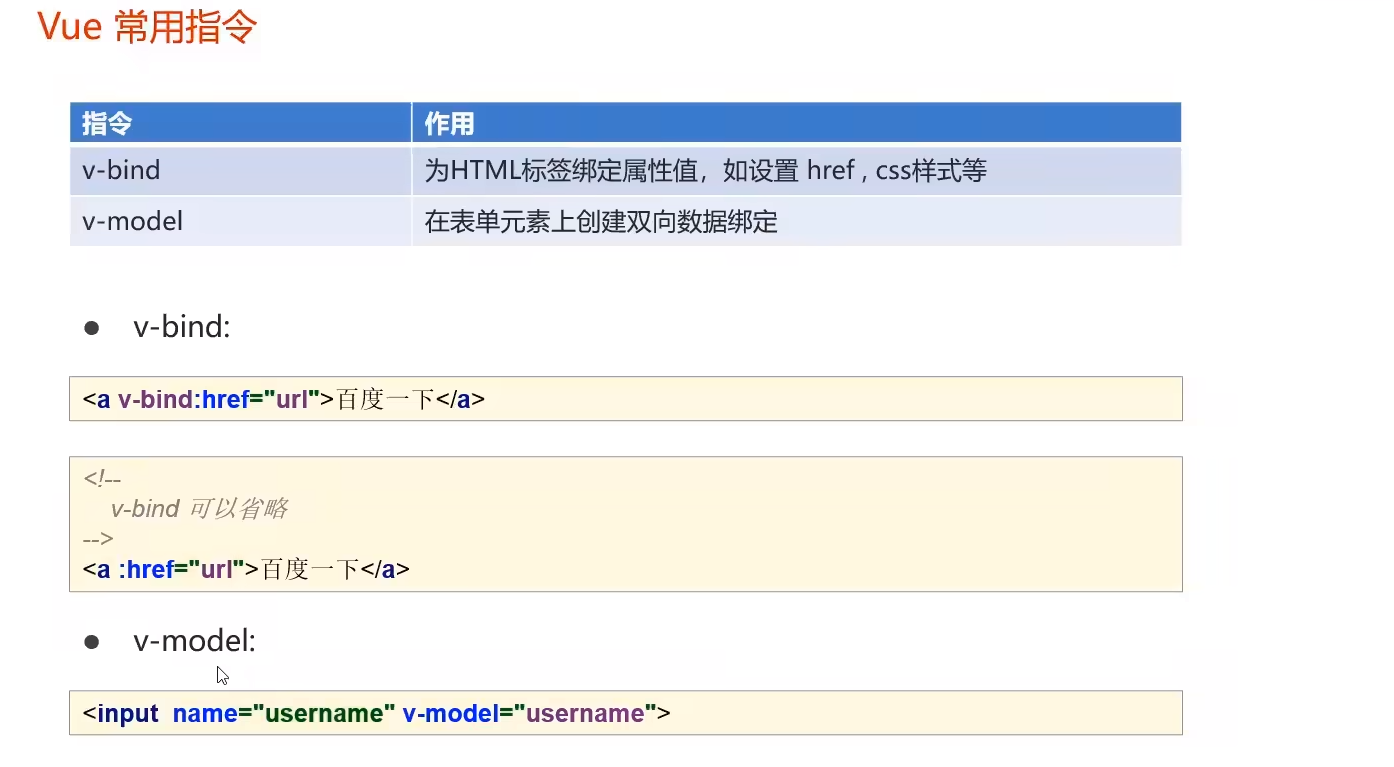 Vue 常用指令
指令 作用
v-bind 为HTML标签绑定属性值，如设置 href , css样式等
v-model 在表单元素上创建双向数据绑定
● v-bind:
<a v-bind:href="url">百度一下</a>
<!--
v-bind 可以省略
-->
<a :href="url">百度一下</a>
● v-model:
<input name="username" v-model="username">